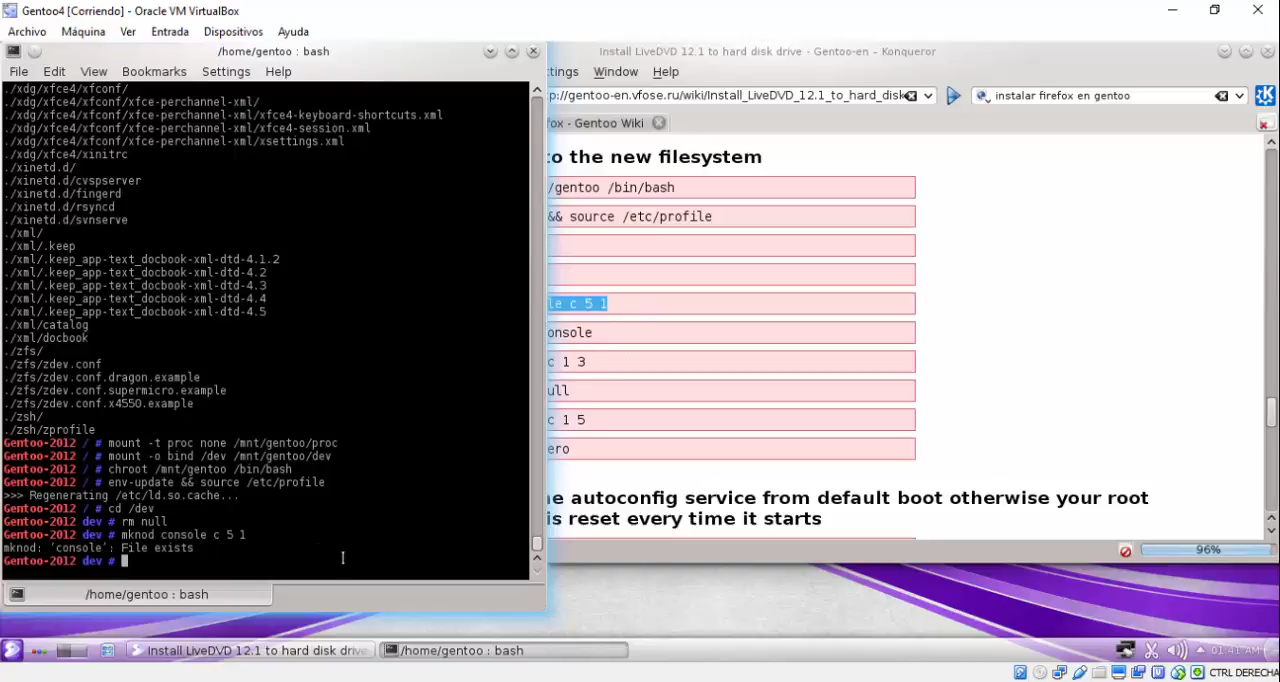 Gentoo4 [Corriendo] - Oracle VM VirtualBox
Archivo Máquina Ver Entrada Dispositivos Ayuda
/home/gentoo : bash
File Edit View Bookmarks Settings Help
./xdg/xfce4/xfconf/
./xdg/xfce4/xfconf/xfce-perchannel-xml/
./xdg/xfce4/xfconf/xfce-perchannel-xml/xfce4-keyboard-shortcuts.xml
./xdg/xfce4/xfconf/xfce-perchannel-xml/xfce4-session.xml
./xdg/xfce4/xfconf/xfce-perchannel-xml/xsettings.xml
./xdg/xfce4/xinitrc
./xinetd.d/
./xinetd.d/cvspserver
./xinetd.d/fingerd
./xinetd.d/rsyncd
./xinetd.d/svnserve
./xml/
./xml/.keep
./xml/.keep_app-text_docbook-xml-dtd-4.1.2
./xml/.keep_app-text_docbook-xml-dtd-4.2
./xml/.keep_app-text_docbook-xml-dtd-4.3
./xml/.keep_app-text_docbook-xml-dtd-4.4
./xml/.keep_app-text_docbook-xml-dtd-4.5
./xml/catalog
./xml/docbook
./zfs/
./zfs/zdev.conf
./zfs/zdev.conf.dragon.example
./zfs/zdev.conf.supermicro.example
./zfs/zdev.conf.x4550.example
./zsh/
./zsh/zprofile
Gentoo-2012 / # mount -t proc none /mnt/gentoo/proc
Gentoo-2012 / # mount -o bind /dev /mnt/gentoo/dev
Gentoo-2012 / # chroot /mnt/gentoo /bin/bash
Gentoo-2012 / # env-update && source /etc/profile
>>> Regenerating /etc/ld.so.cache...
Gentoo-2012 / # cd /dev
Gentoo-2012 dev # rm null
Gentoo-2012 dev # mknod console c 5 1
mknod: ‘console’: File exists
Gentoo-2012 dev #
/home/gentoo : bash
Install LiveDVD 12.1 to hard disk drive - Gentoo-en – Konqueror
tings Window Help
p://gentoo-en.vfose.ru/wiki/Install_LiveDVD_12.1_to_hard_disk
instalar firefox en gentoo
fox - Gentoo Wiki
to the new filesystem
/gentoo /bin/bash
&& source /etc/profile
le c 5 1
onsole
c 1 3
ull
c 1 5
ero
ne autoconfig service from default boot otherwise your root
is reset every time it starts
96%
Install LiveDVD 12.1 to hard disk drive
/home/gentoo : bash
01:41 AM
CTRL DERECHA